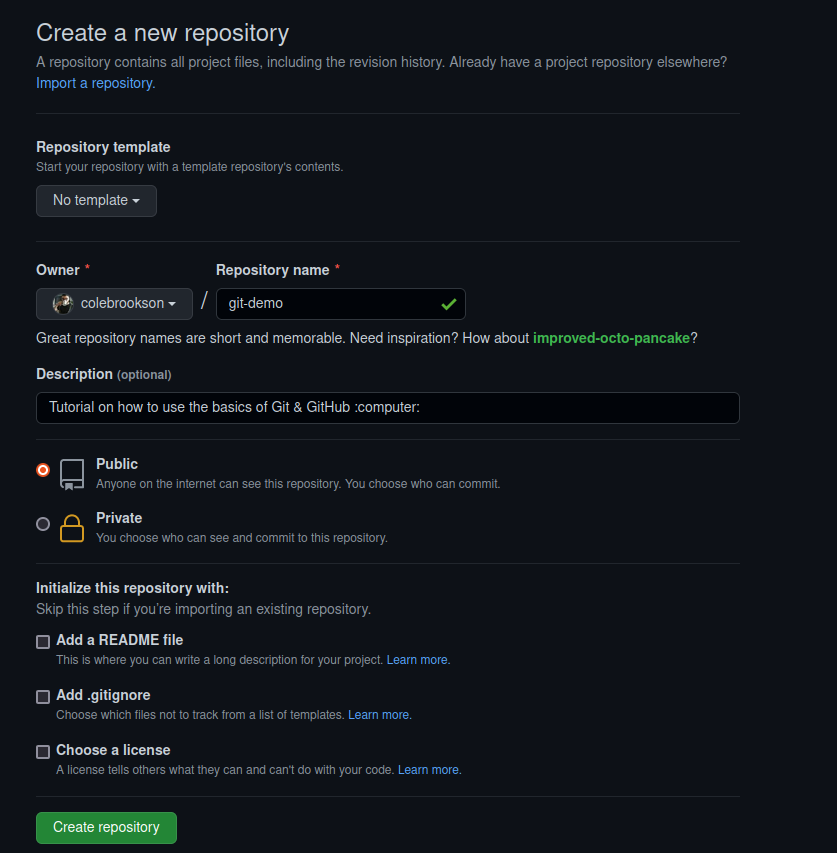 Create a new repository
A repository contains all project files, including the revision history. Already have a project repository elsewhere?
Import a repository.
Repository template
Start your repository with a template repository's contents.
No template
Owner * Repository name *
colebrookson / git-demo
Great repository names are short and memorable. Need inspiration? How about improved-octo-pancake?
Description (optional)
Tutorial on how to use the basics of Git & GitHub :computer:
Public
Anyone on the internet can see this repository. You choose who can commit.
Private
You choose who can see and commit to this repository.
Initialize this repository with:
Skip this step if you're importing an existing repository.
Add a README file
This is where you can write a long description for your project. Learn more.
Add .gitignore
Choose which files not to track from a list of templates. Learn more.
Choose a license
A license tells others what they can and can't do with your code. Learn more.
Create repository